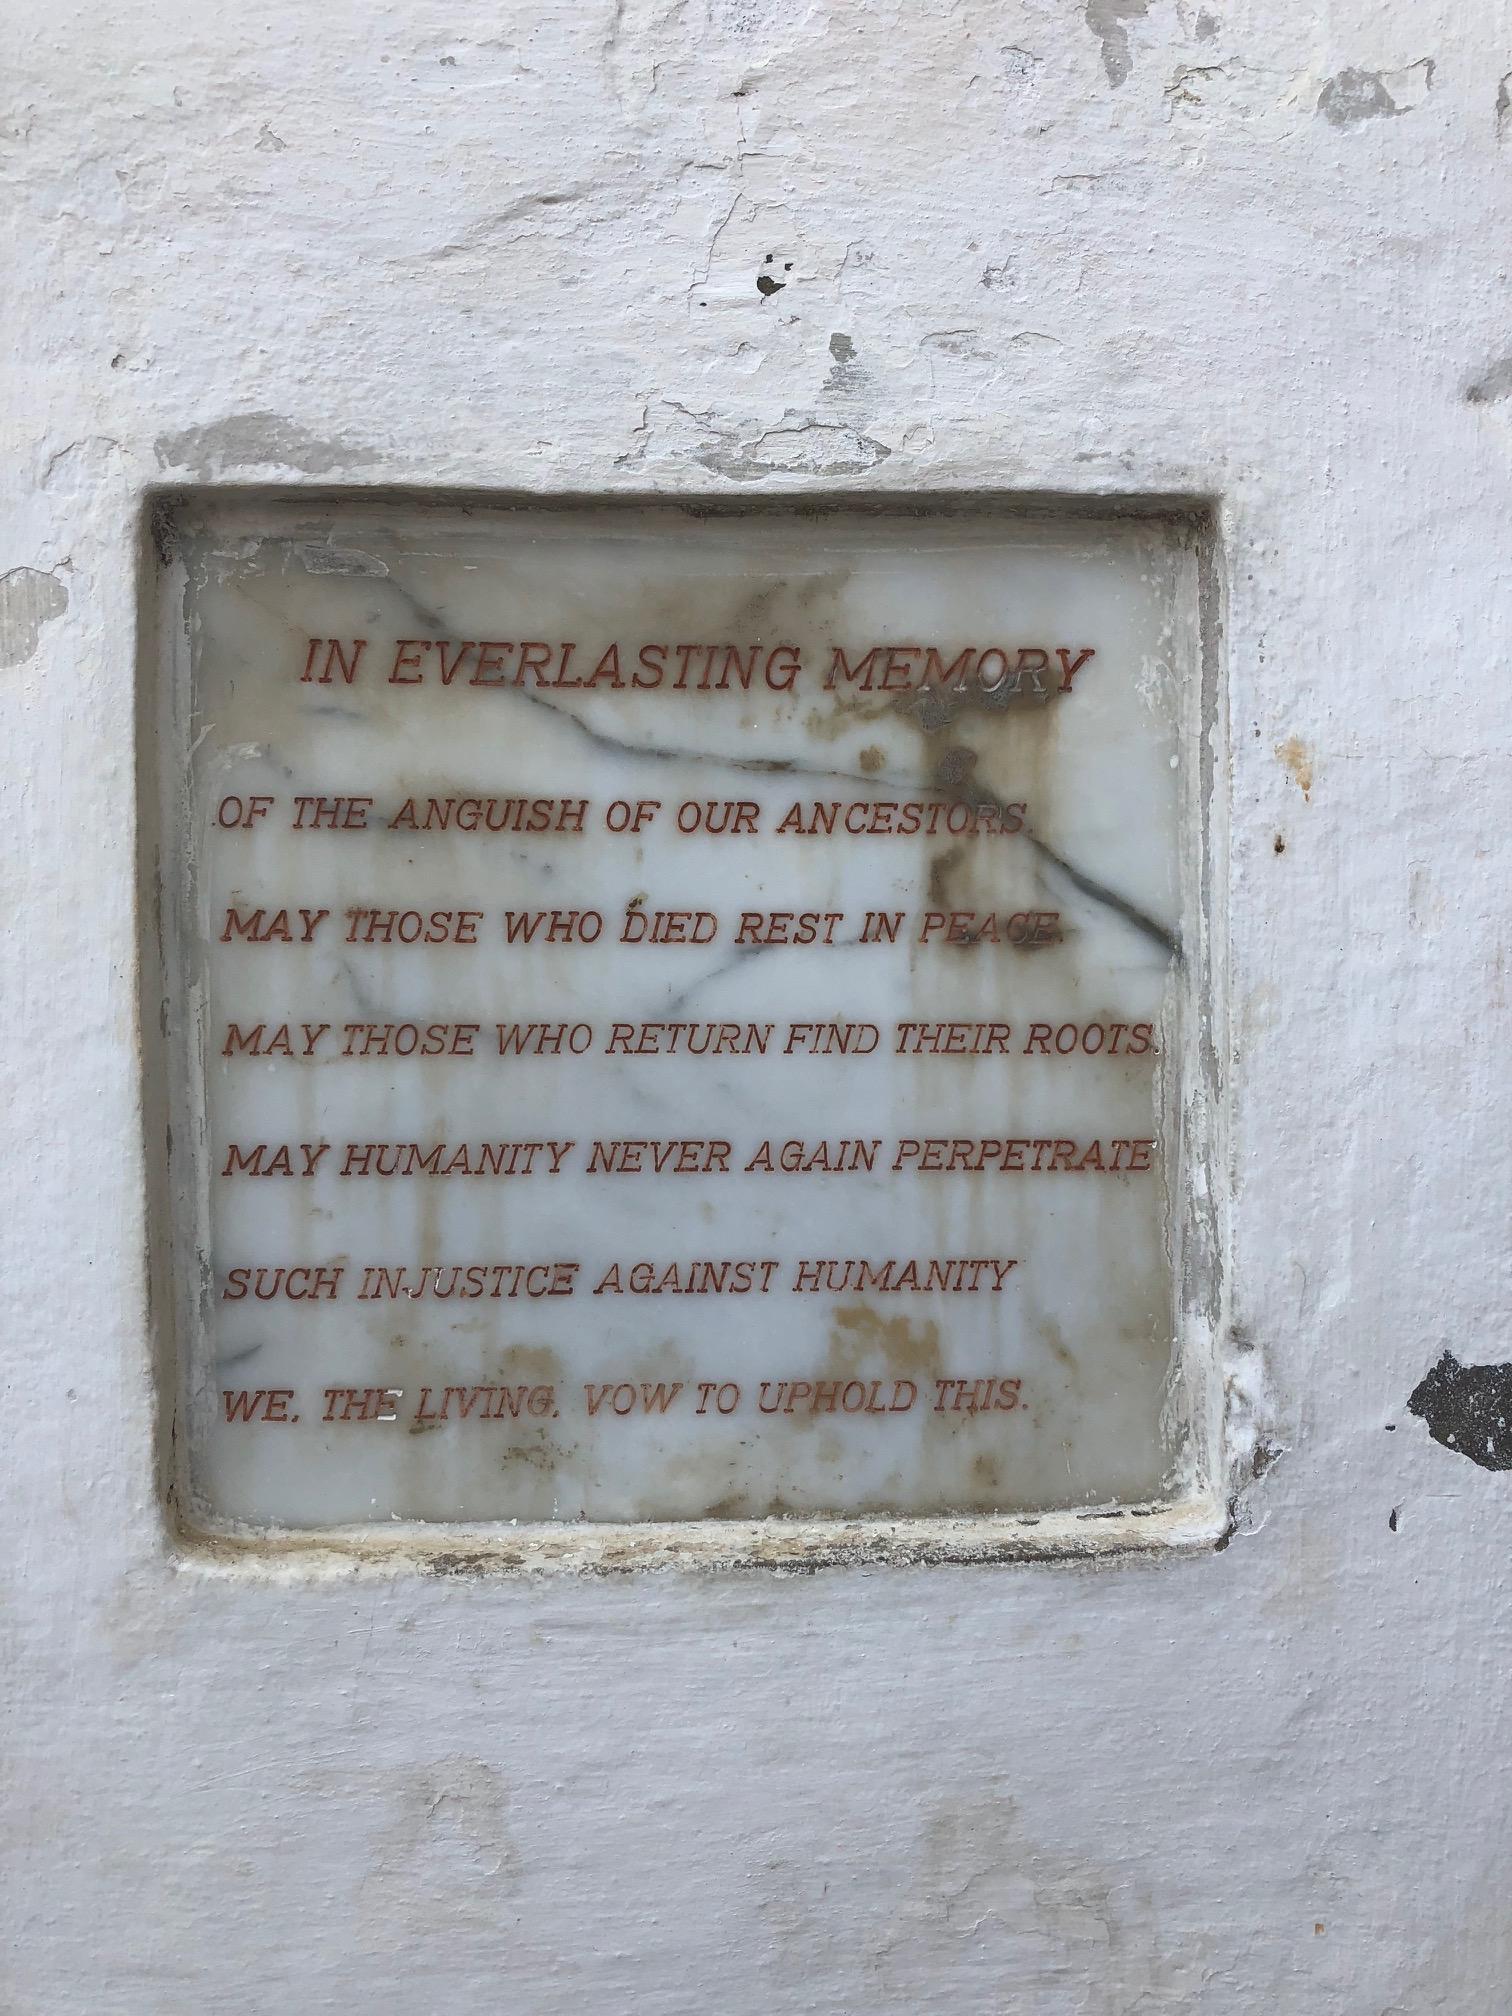 IN EVERLASTING MEMORY
OF THE ANGUISH OF OUR ANCESTORS.
MAY THOSE WHO DIED REST IN PEACE.
MAY THOSE WHO RETURN FIND THEIR ROOTS.
MAY HUMANITY NEVER AGAIN PERPETRATE
SUCH INJUSTICE AGAINST HUMANITY
WE, THE LIVING, VOW TO UPHOLD THIS.